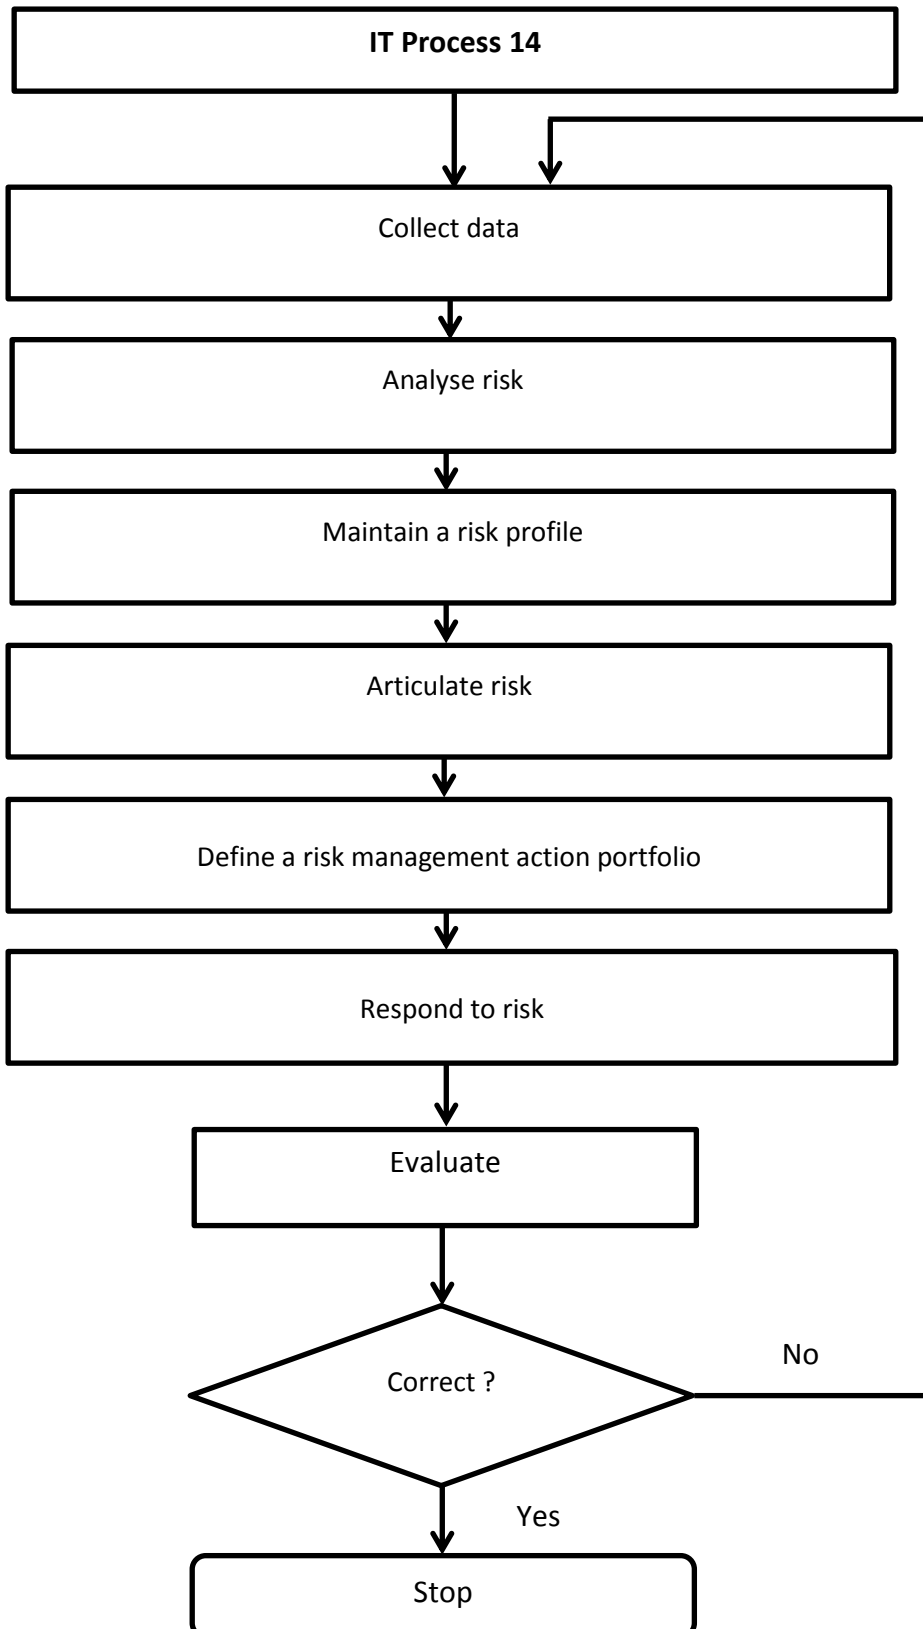 IT Process 14
Collect data
Analyse risk
Maintain a risk profile
Articulate risk
Define a risk management action portfolio
Respond to risk
Evaluate
Correct ?
No
Yes
Stop